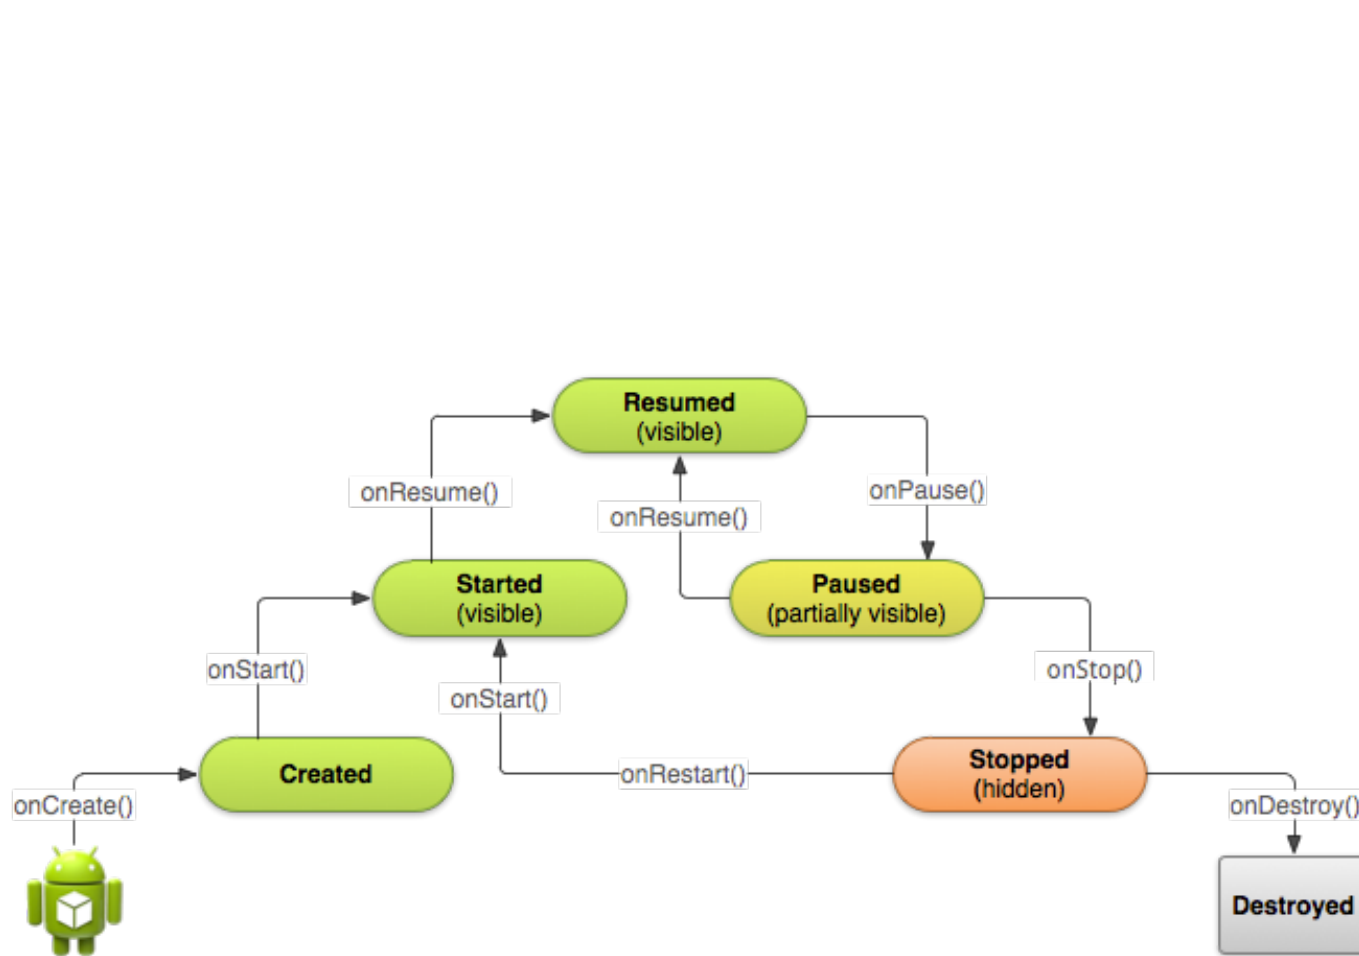 Resumed
(visible)
onResume()
onPause()
onResume()
Started
(visible)
Paused
(partially visible)
onStart()
onStop()
onStart()
Created
onRestart()
Stopped
(hidden)
onCreate()
onDestroy()
Destroyed